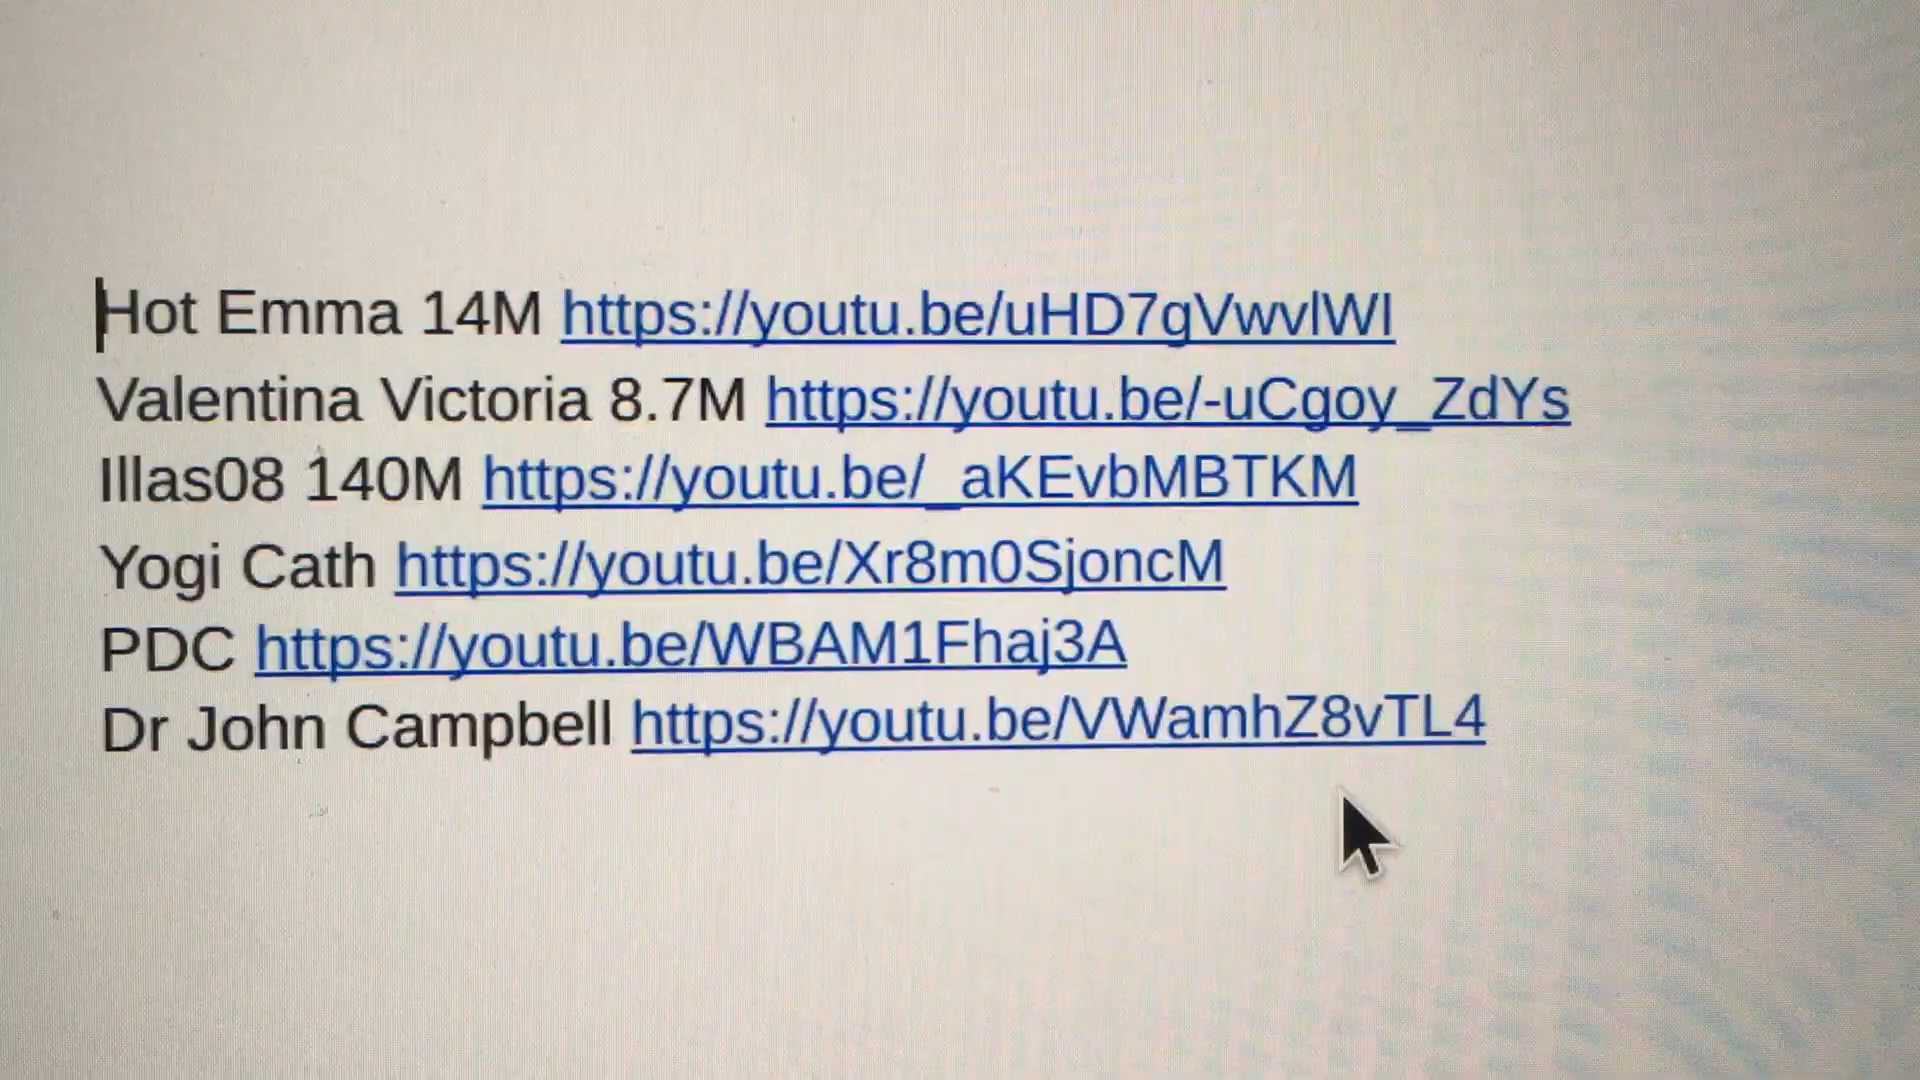 Hot Emma 14M https://youtu.be/uHD7gVwvlWI
Valentina Victoria 8.7M https://youtu.be/-uCgoy_ZdYs
Illas08 140M https://youtu.be/_aKEvbMBTKM
Yogi Cath https://youtu.be/Xr8m0SjoncM
PDC https://youtu.be/WBAM1Fhaj3A
Dr John Campbell https://youtu.be/VWamhZ8vTL4